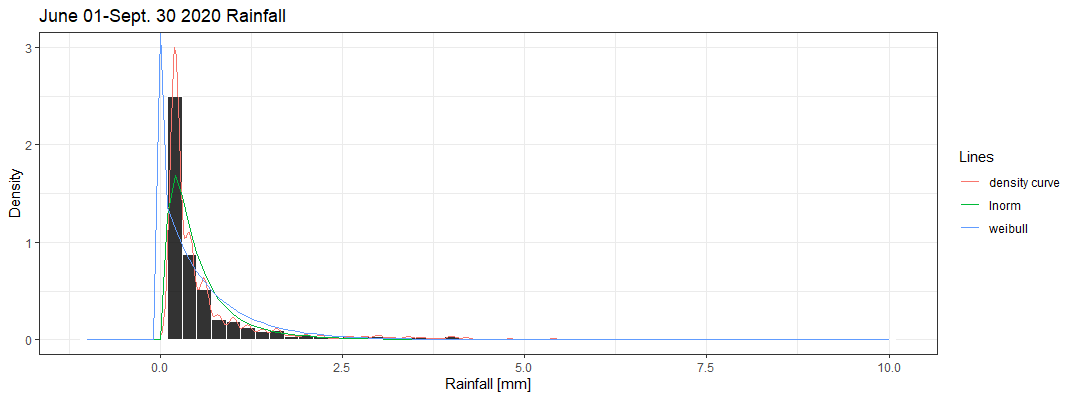 June 01-Sept. 30 2020 Rainfall
3
2
1
0
Density
0.0 2.5 5.0 7.5 10.0
Rainfall [mm]
Lines
density curve
lnorm
weibull